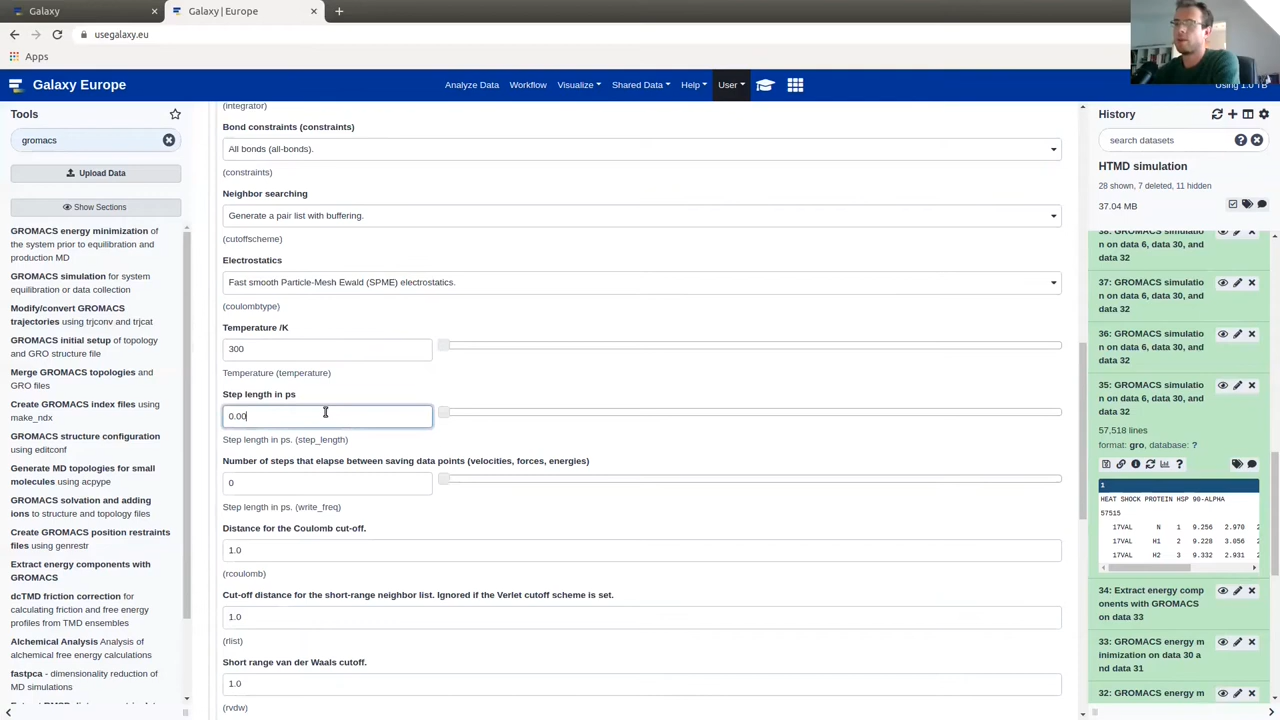 Galaxy
Galaxy | Europe
usegalaxy.eu
Apps
Galaxy Europe
Analyze Data
Workflow
Visualize
Shared Data
Help
User
Using 1.0 TB
Tools
gromacs
Upload Data
Show Sections
GROMACS energy minimization of
the system prior to equilibration and
production MD
GROMACS simulation for system
equilibration or data collection
Modify/convert GROMACS
trajectories using trjconv and trjcat
GROMACS initial setup of topology
and GRO structure file
Merge GROMACS topologies and
GRO files
Create GROMACS index files using
make_ndx
GROMACS structure configuration
using editconf
Generate MD topologies for small
molecules using acpype
GROMACS solvation and adding
ions to structure and topology files
Create GROMACS position restraints
files using genrestr
Extract energy components with
GROMACS
dcTMD friction correction for
calculating friction and free energy
profiles from TMD ensembles
Alchemical Analysis Analysis of
alchemical free energy calculations
fastpca - dimensionality reduction of
MD simulations
(integrator)
Bond constraints (constraints)
All bonds (all-bonds).
(constraints)
Neighbor searching
Generate a pair list with buffering.
(cutoffscheme)
Electrostatics
Fast smooth Particle-Mesh Ewald (SPME) electrostatics.
(coulombtype)
Temperature /K
300
Temperature (temperature)
Step length in ps
0.00
Step length in ps. (step_length)
Number of steps that elapse between saving data points (velocities, forces, energies)
0
Step length in ps. (write_freq)
Distance for the Coulomb cut-off.
1.0
(rcoulomb)
Cut-off distance for the short-range neighbor list. Ignored if the Verlet cutoff scheme is set.
1.0
(rlist)
Short range van der Waals cutoff.
1.0
(rvdw)
History
search datasets
HTMD simulation
28 shown, 7 deleted, 11 hidden
37.04 MB
38: GROMACS simulatio
n on data 6, data 30, and
data 32
37: GROMACS simulatio
n on data 6, data 30, and
data 32
36: GROMACS simulatio
n on data 6, data 30, and
data 32
35: GROMACS simulatio
n on data 6, data 30, and
data 32
57,518 lines
format: gro, database: ?
1
HEAT SHOCK PROTEIN HSP 90-ALPHA
57515
17VAL N 1 9.256 2.970
17VAL H1 2 9.228 3.056
17VAL H2 3 9.332 2.931
34: Extract energy comp
onents with GROMACS
on data 33
33: GROMACS energy m
inimization on data 30 a
nd data 31
32: GROMACS energy m